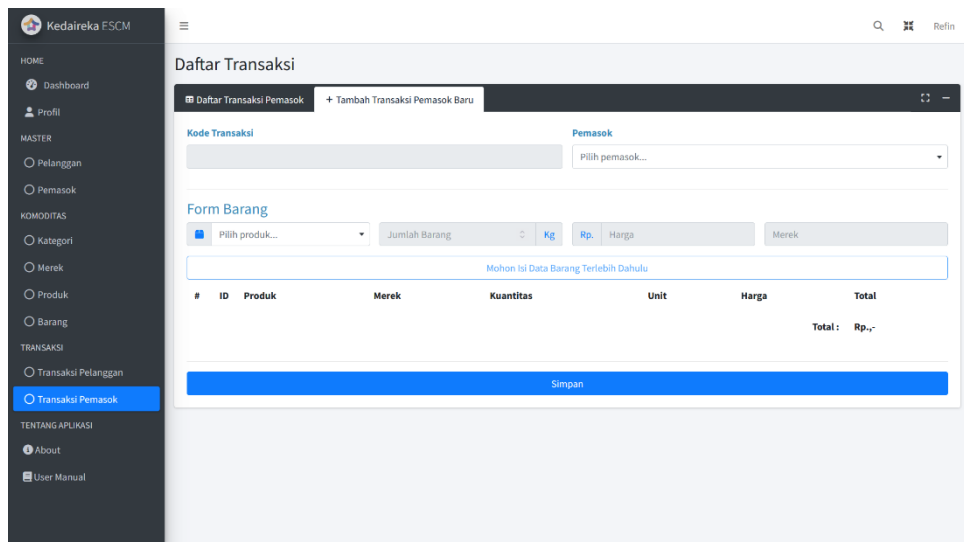 Kedaireka ESCM
Refin
HOME
Dashboard
Profil
MASTER
Pelanggan
Pemasok
KOMODITAS
Kategori
Merek
Produk
Barang
TRANSAKSI
Transaksi Pelanggan
Transaksi Pemasok
TENTANG APLIKASI
About
User Manual
Daftar Transaksi
Daftar Transaksi Pemasok + Tambah Transaksi Pemasok Baru
Kode Transaksi Pemasok
Pilih pemasok...
Form Barang
Pilih produk... Jumlah Barang Kg Rp. Harga Merek
Mohon Isi Data Barang Terlebih Dahulu
# ID Produk Merek Kuantitas Unit Harga Total
Total : Rp.,-
Simpan